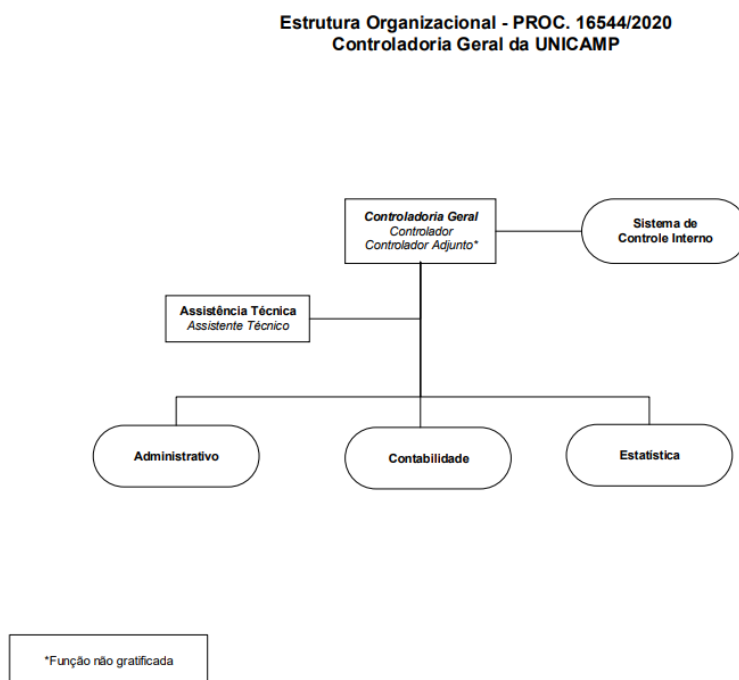 Estrutura Organizacional - PROC. 16544/2020
Controladoria Geral da UNICAMP
Controladoria Geral
Controlador
Controlador Adjunto*
Sistema de
Controle Interno
Assistência Técnica
Assistente Técnico
Administrativo
Contabilidade
Estatística
*Função não gratificada